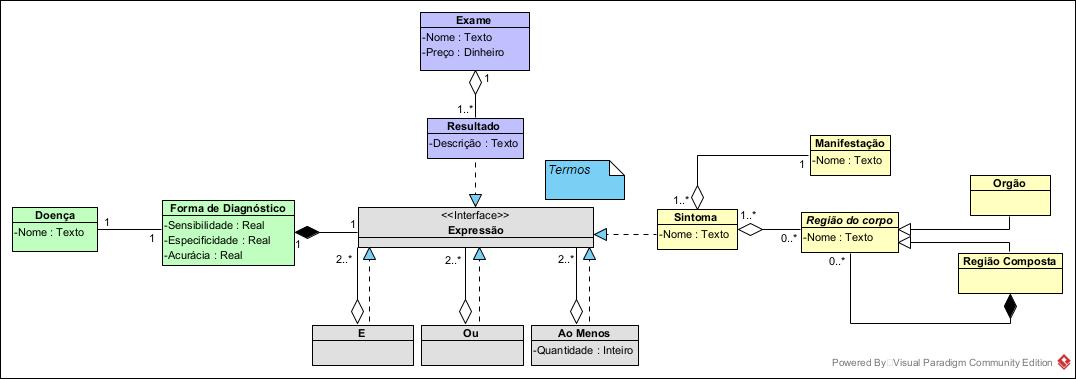 Exame
-Nome : Texto
-Preço : Dinheiro
1
1..*
Resultado
-Descrição : Texto
Termos
Manifestação
-Nome : Texto
1
1..*
Sintoma
-Nome : Texto
1..*
0..*
Região do corpo
-Nome : Texto
0..*
Orgão
Região Composta
Doença
-Nome : Texto
1
1
Forma de Diagnóstico
-Sensibilidade : Real
-Especificidade : Real
-Acurácia : Real
1
1
<<Interface>>
Expressão
2..*
2..*
2..*
E
Ou
Ao Menos
-Quantidade : Inteiro
Powered By Visual Paradigm Community Edition